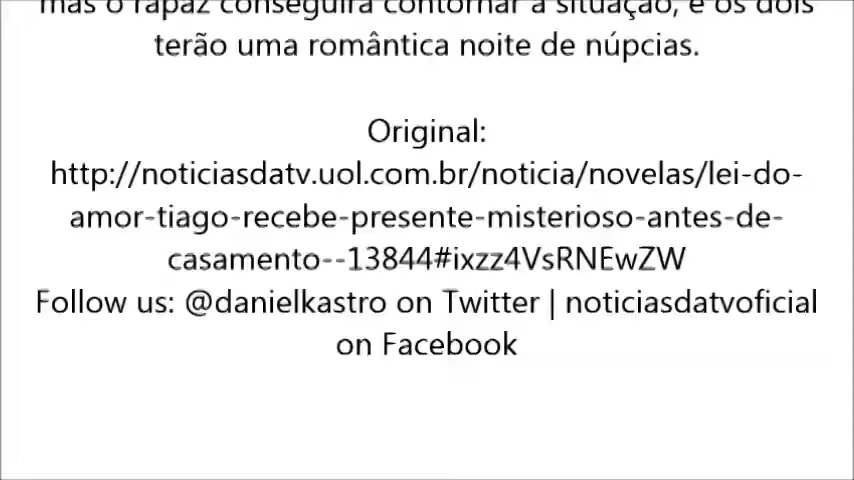 mas o rapaz conseguirá contornar a situação, e os dois
terão uma romântica noite de núpcias.
Original:
http://noticiasdatv.uol.com.br/noticia/novelas/lei-do-
amor-tiago-recebe-presente-misterioso-antes-de-
casamento--13844#ixzz4VsRNEwZW
Follow us: @danielkastro on Twitter | noticiasdatvoficial
on Facebook